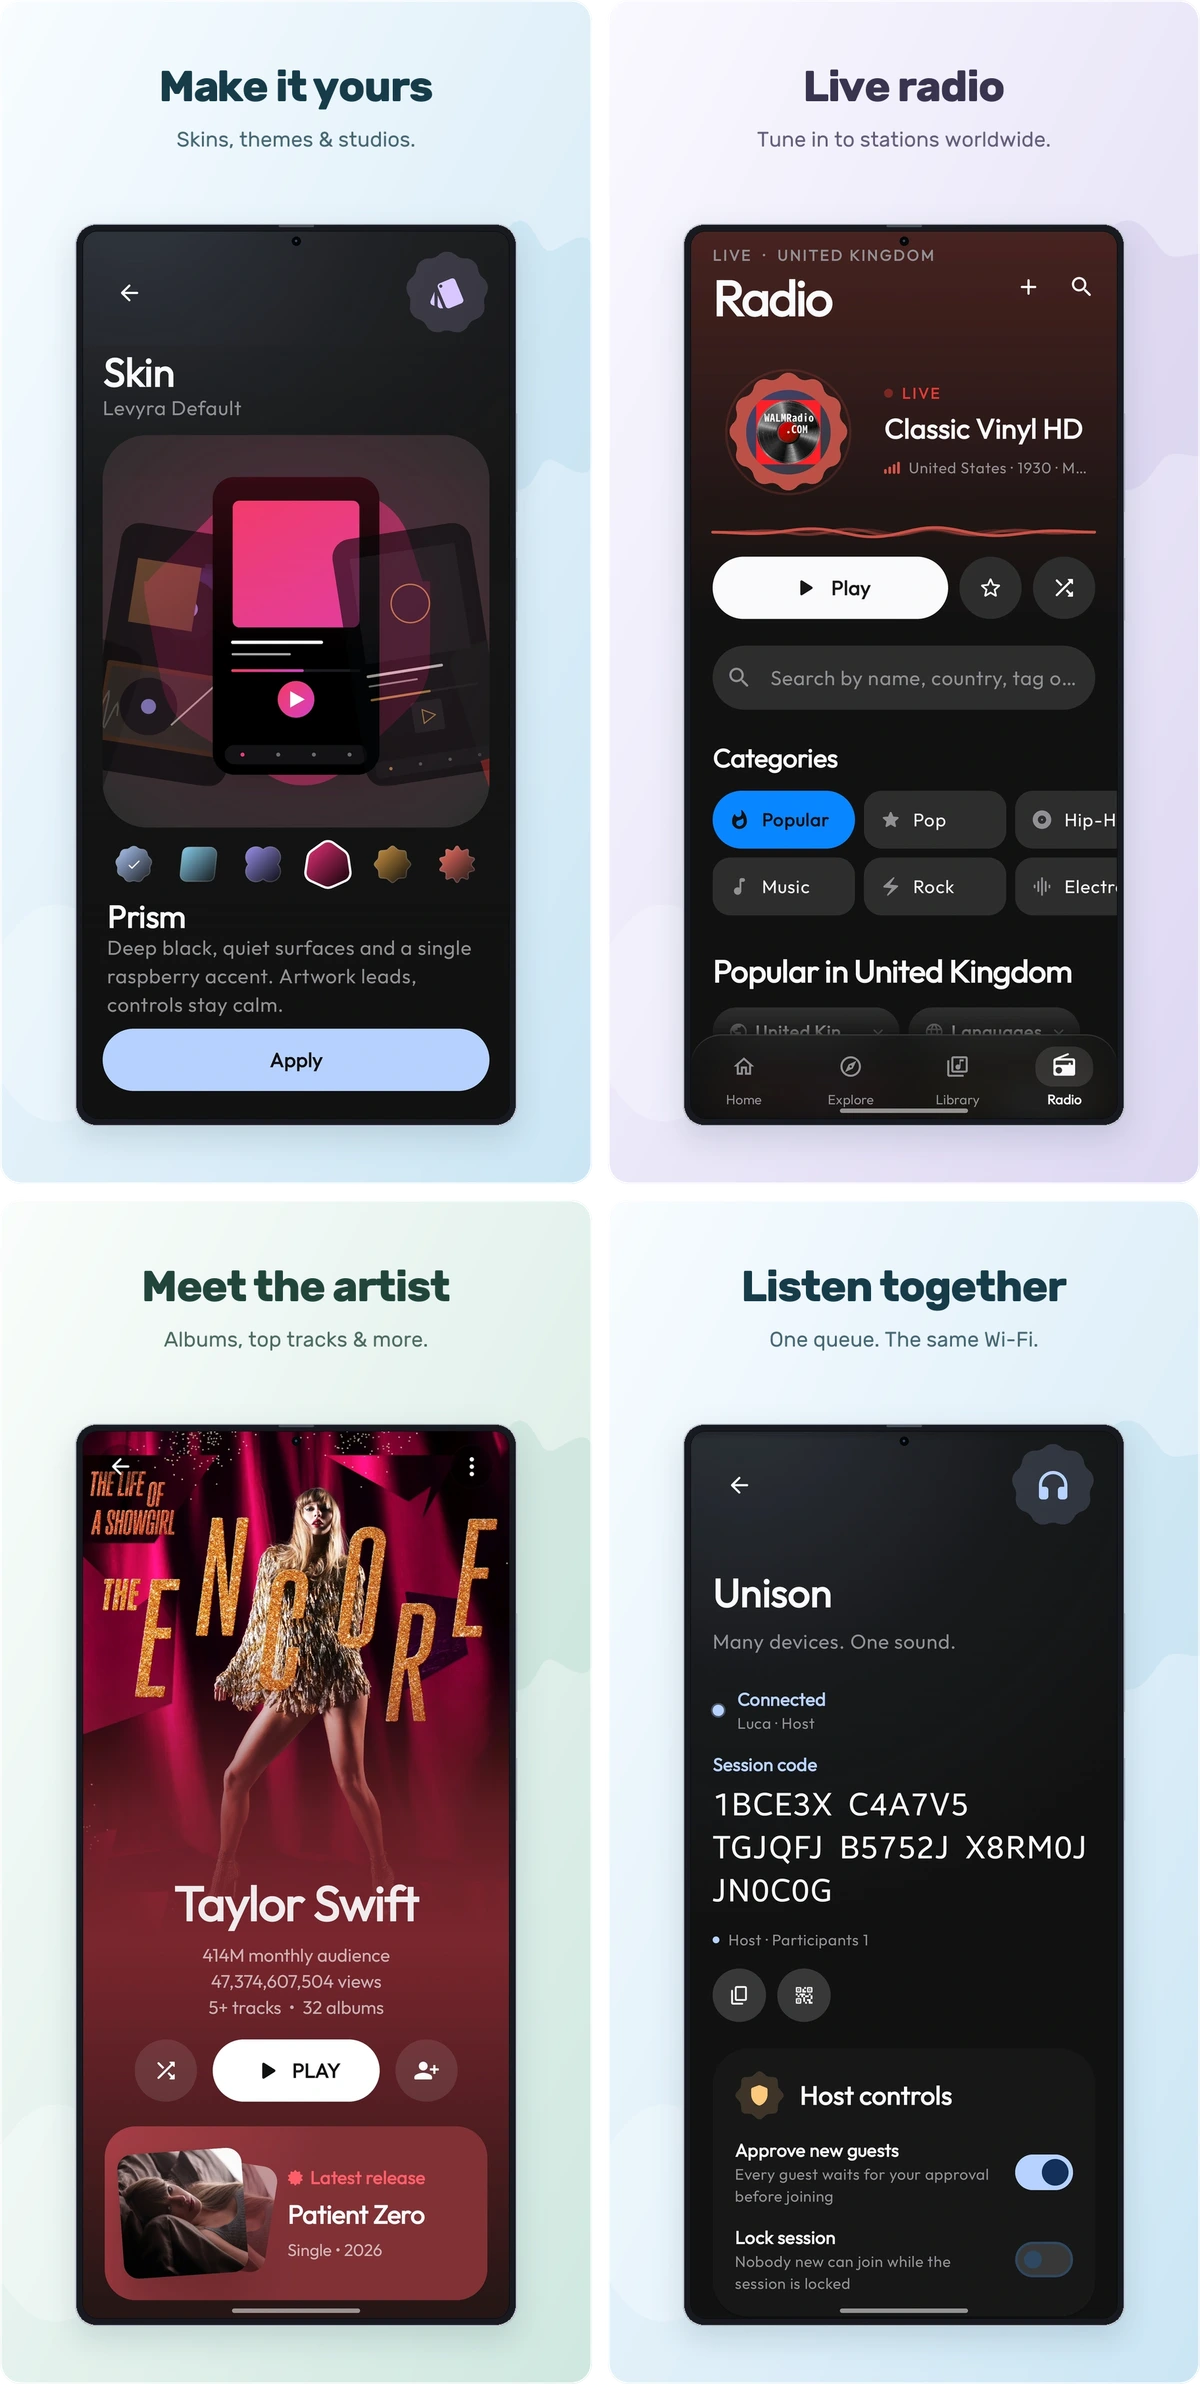 Make it yours
Skins, themes & studios.
Skin
Levyra Default
Prism
Deep black, quiet surfaces and a single
raspberry accent. Artwork leads,
controls stay calm.
Apply
Live radio
Tune in to stations worldwide.
LIVE · UNITED KINGDOM
Radio
WALMRadio
.COM
LIVE
Classic Vinyl HD
United States · 1930 · M...
Play
Search by name, country, tag o...
Categories
Popular
Pop
Hip-H
Music
Rock
Electr
Popular in United Kingdom
United Kin
Languages
Home
Explore
Library
Radio
Meet the artist
Albums, top tracks & more.
THE LIFE OF
A SHOWGIRL
THE ENCORE
Taylor Swift
414M monthly audience
47,374,607,504 views
5+ tracks • 32 albums
PLAY
Latest release
Patient Zero
Single • 2026
Listen together
One queue. The same Wi-Fi.
Unison
Many devices. One sound.
Connected
Luca · Host
Session code
1BCE3X C4A7V5
TGJQFJ B5752J X8RM0J
JN0C0G
Host · Participants 1
Host controls
Approve new guests
Every guest waits for your approval
before joining
Lock session
Nobody new can join while the
session is locked